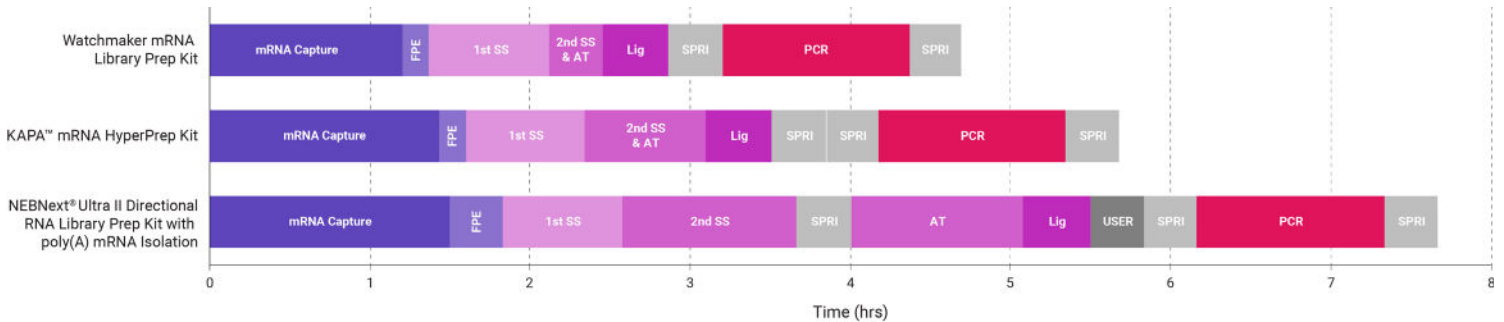 Watchmaker mRNA
Library Prep Kit
mRNA Capture
FPE
1st SS
2nd SS
& AT
Lig
SPRI
PCR
SPRI
KAPA™ mRNA HyperPrep Kit
mRNA Capture
FPE
1st SS
2nd SS
& AT
Lig
SPRI
SPRI
PCR
SPRI
NEBNext® Ultra II Directional
RNA Library Prep Kit with
poly(A) mRNA Isolation
mRNA Capture
FPE
1st SS
2nd SS
SPRI
AT
Lig
USER
SPRI
PCR
SPRI
0 1 2 3 4 5 6 7 8
Time (hrs)